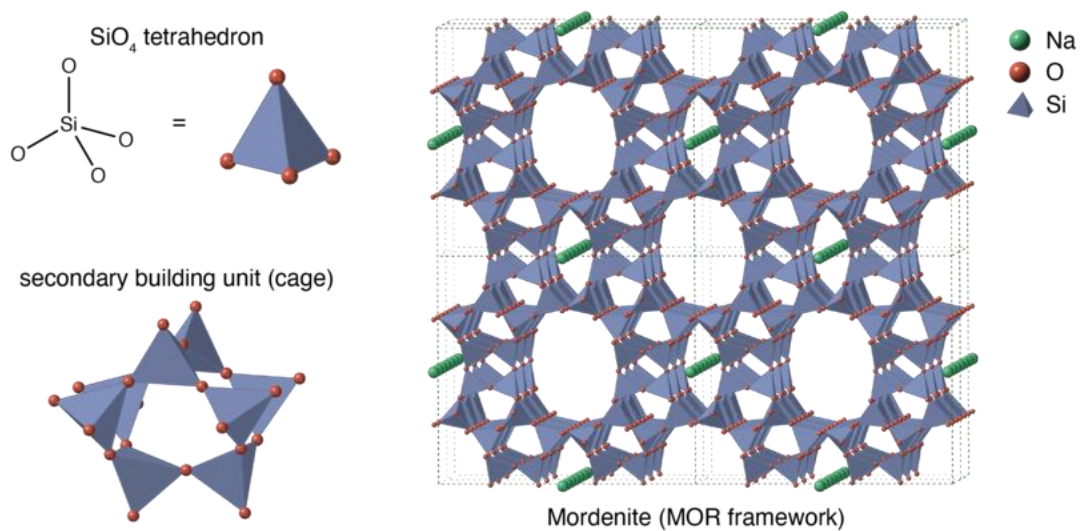 SiO₄ tetrahedron
O
Si
O
O
O
=
secondary building unit (cage)
Na
O
Si
Mordenite (MOR framework)